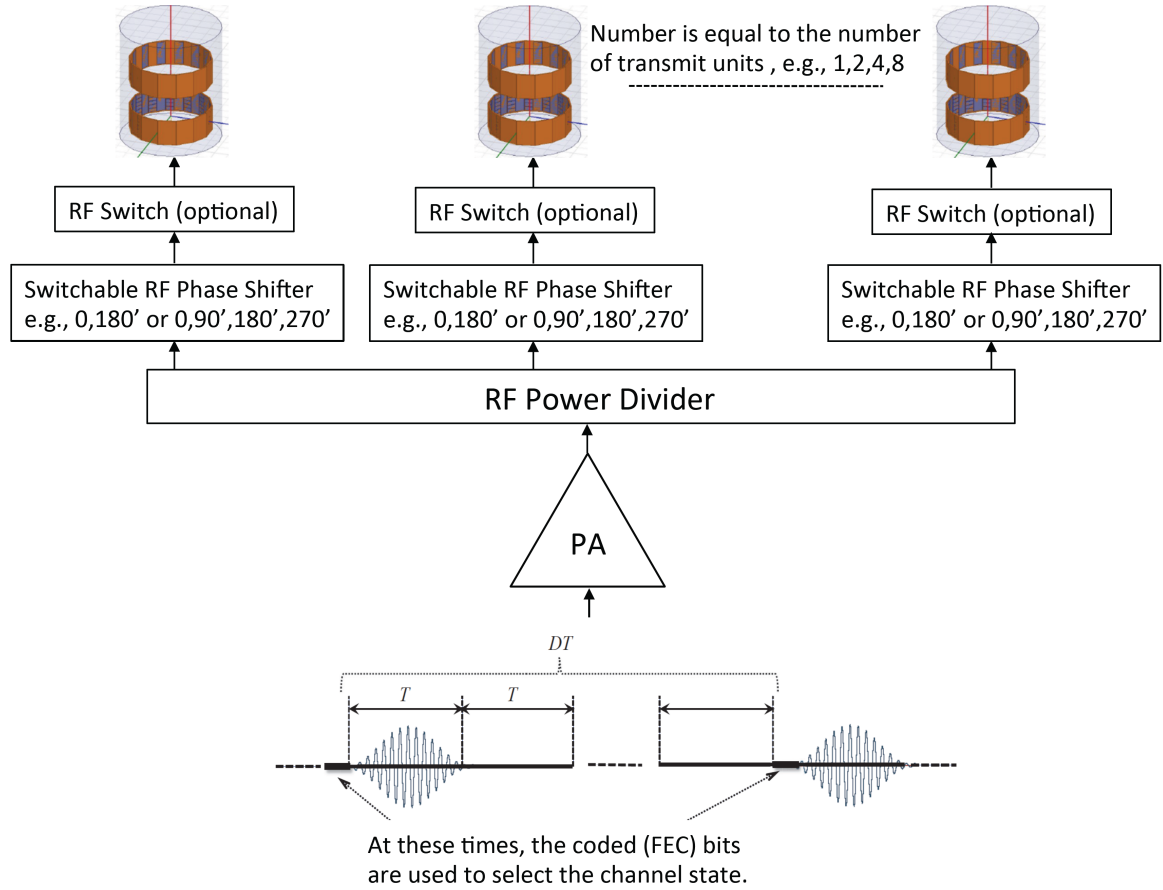 Number is equal to the number
of transmit units , e.g., 1,2,4,8
RF Switch (optional)
RF Switch (optional)
RF Switch (optional)
Switchable RF Phase Shifter
e.g., 0,180’ or 0,90’,180’,270’
Switchable RF Phase Shifter
e.g., 0,180’ or 0,90’,180’,270’
Switchable RF Phase Shifter
e.g., 0,180’ or 0,90’,180’,270’
RF Power Divider
PA
DT
T
T
At these times, the coded (FEC) bits
are used to select the channel state.